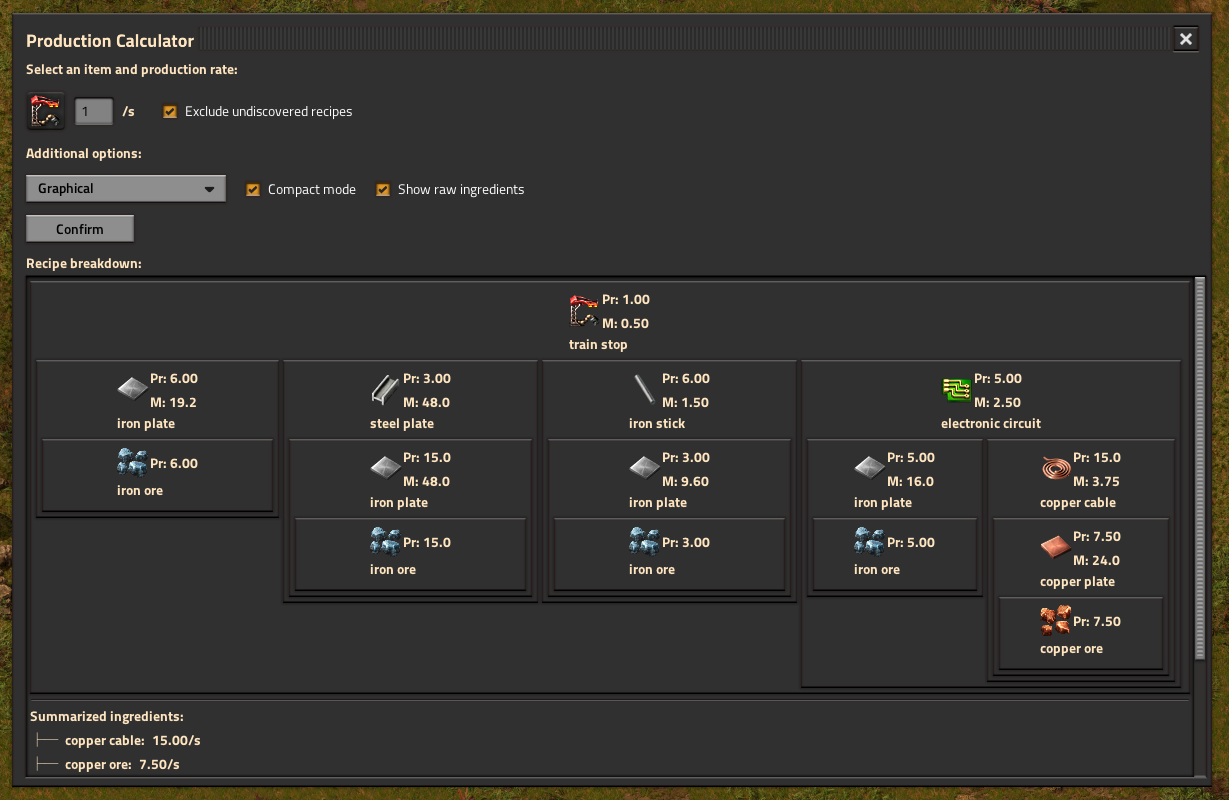 Production Calculator
Select an item and production rate:
1 /s Exclude undiscovered recipes
Additional options:
Graphical Compact mode Show raw ingredients
Confirm
Recipe breakdown:
Pr: 1.00
M: 0.50
train stop
Pr: 6.00
M: 19.2
iron plate
Pr: 6.00
iron ore
Pr: 3.00
M: 48.0
steel plate
Pr: 15.0
M: 48.0
iron plate
Pr: 15.0
iron ore
Pr: 6.00
M: 1.50
iron stick
Pr: 3.00
M: 9.60
iron plate
Pr: 3.00
iron ore
Pr: 5.00
M: 2.50
electronic circuit
Pr: 5.00
M: 16.0
iron plate
Pr: 5.00
iron ore
Pr: 15.0
M: 3.75
copper cable
Pr: 7.50
M: 24.0
copper plate
Pr: 7.50
copper ore
Summarized ingredients:
copper cable: 15.00/s
copper ore: 7.50/s